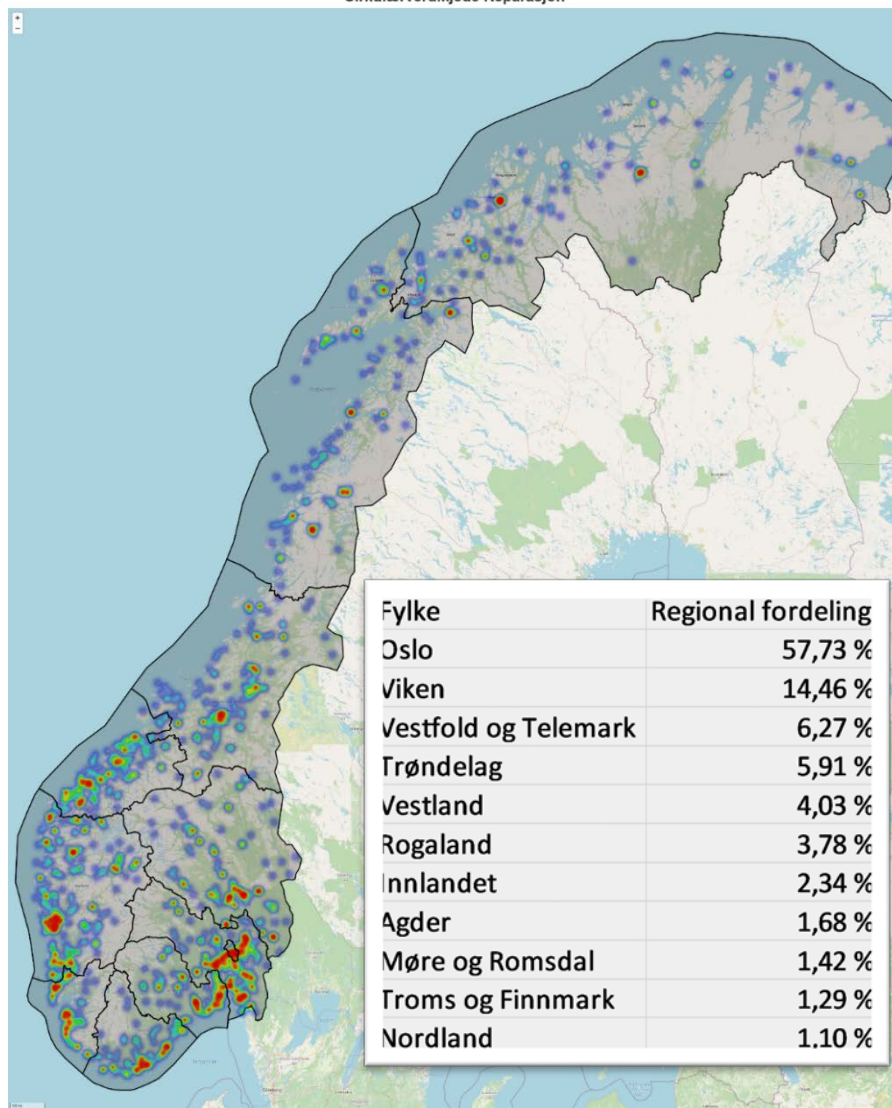 +
−
Fylke Regional fordeling
Oslo 57,73 %
Viken 14,46 %
Vestfold og Telemark 6,27 %
Trøndelag 5,91 %
Vestland 4,03 %
Rogaland 3,78 %
Innlandet 2,34 %
Agder 1,68 %
Møre og Romsdal 1,42 %
Troms og Finnmark 1,29 %
Nordland 1,10 %